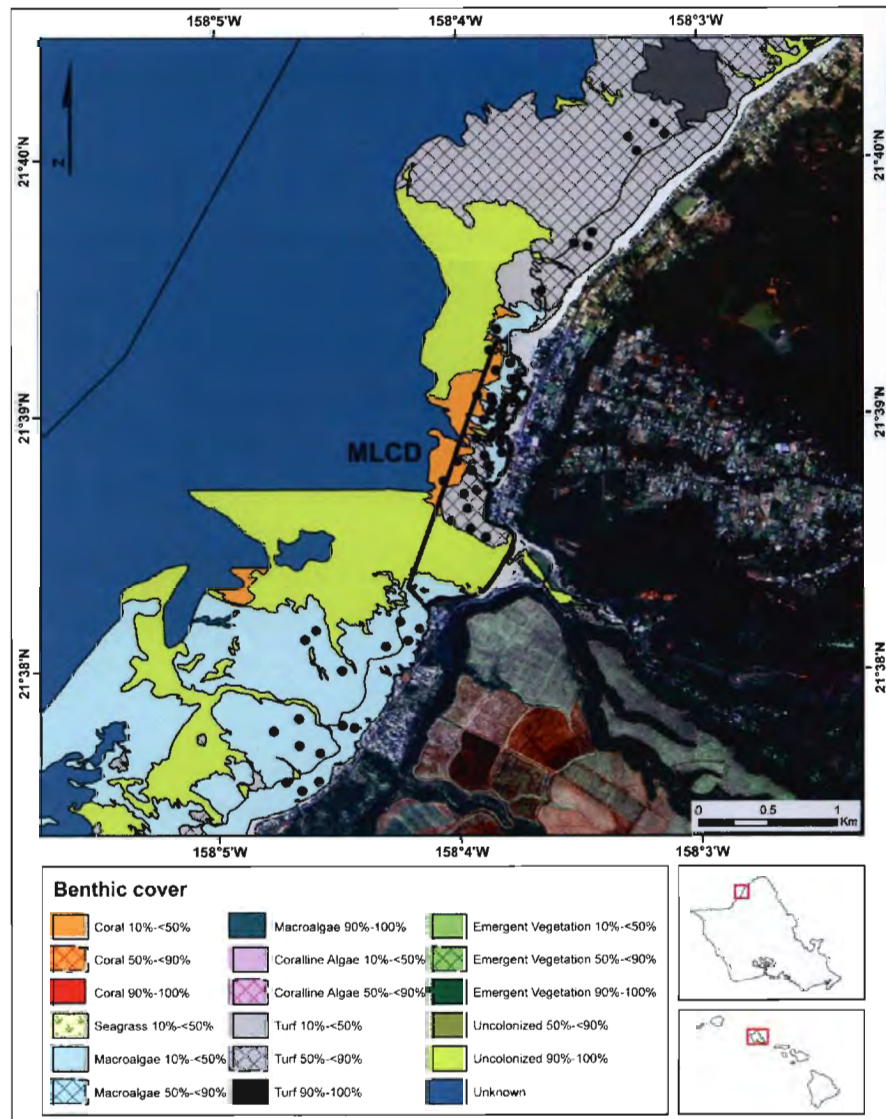 158°5'W 158°4'W 158°3'W
21°40'N 21°40'N
21°39'N 21°39'N
21°38'N 21°38'N
N
MLCD
0 0.5 1
Km
158°5'W 158°4'W 158°3'W
Benthic cover
Coral 10%-<50%
Coral 50%-<90%
Coral 90%-100%
Seagrass 10%-<50%
Macroalgae 10%-<50%
Macroalgae 50%-<90%
Macroalgae 90%-100%
Coralline Algae 10%-<50%
Coralline Algae 50%-<90%
Turf 10%-<50%
Turf 50%-<90%
Turf 90%-100%
Emergent Vegetation 10%-<50%
Emergent Vegetation 50%-<90%
Emergent Vegetation 90%-100%
Uncolonized 50%-<90%
Uncolonized 90%-100%
Unknown